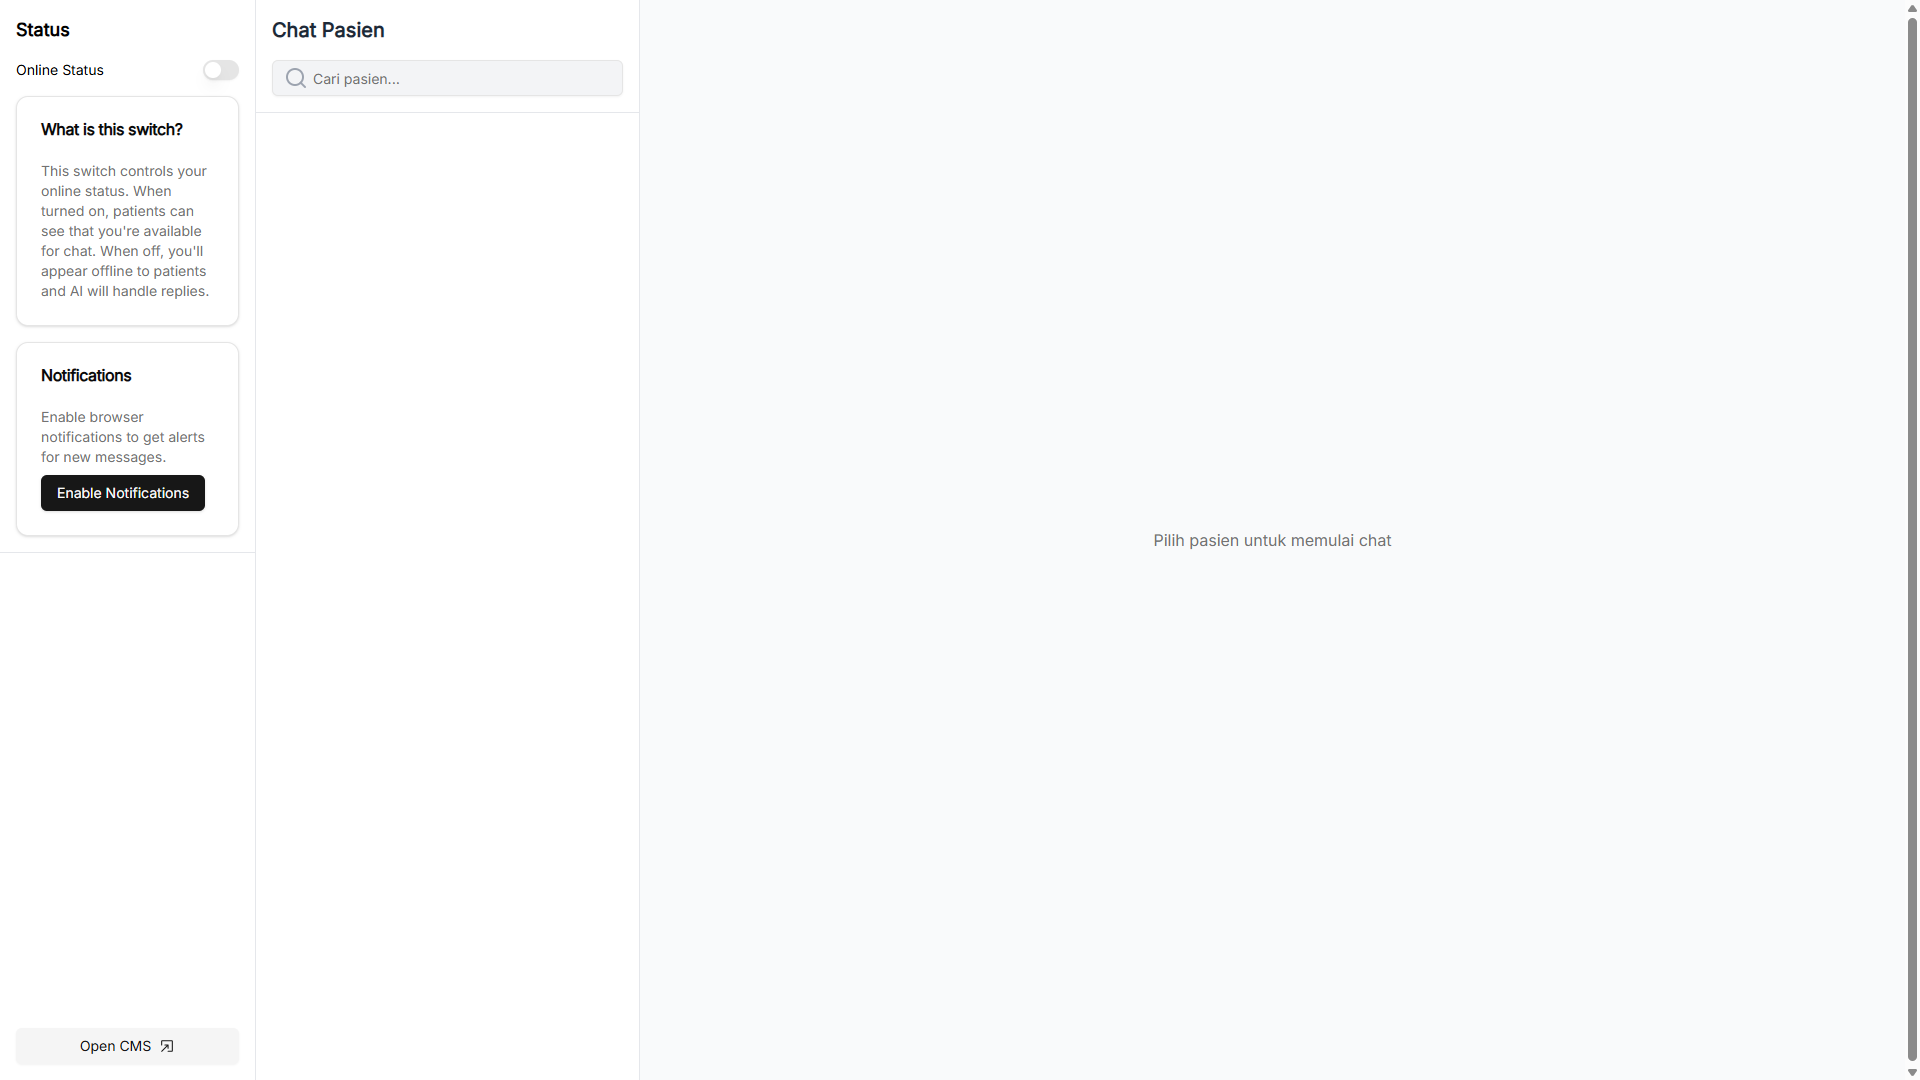 Status
Online Status
What is this switch?
This switch controls your
online status. When
turned on, patients can
see that you're available
for chat. When off, you'll
appear offline to patients
and AI will handle replies.
Notifications
Enable browser
notifications to get alerts
for new messages.
Enable Notifications
Open CMS
Chat Pasien
Cari pasien...
Pilih pasien untuk memulai chat